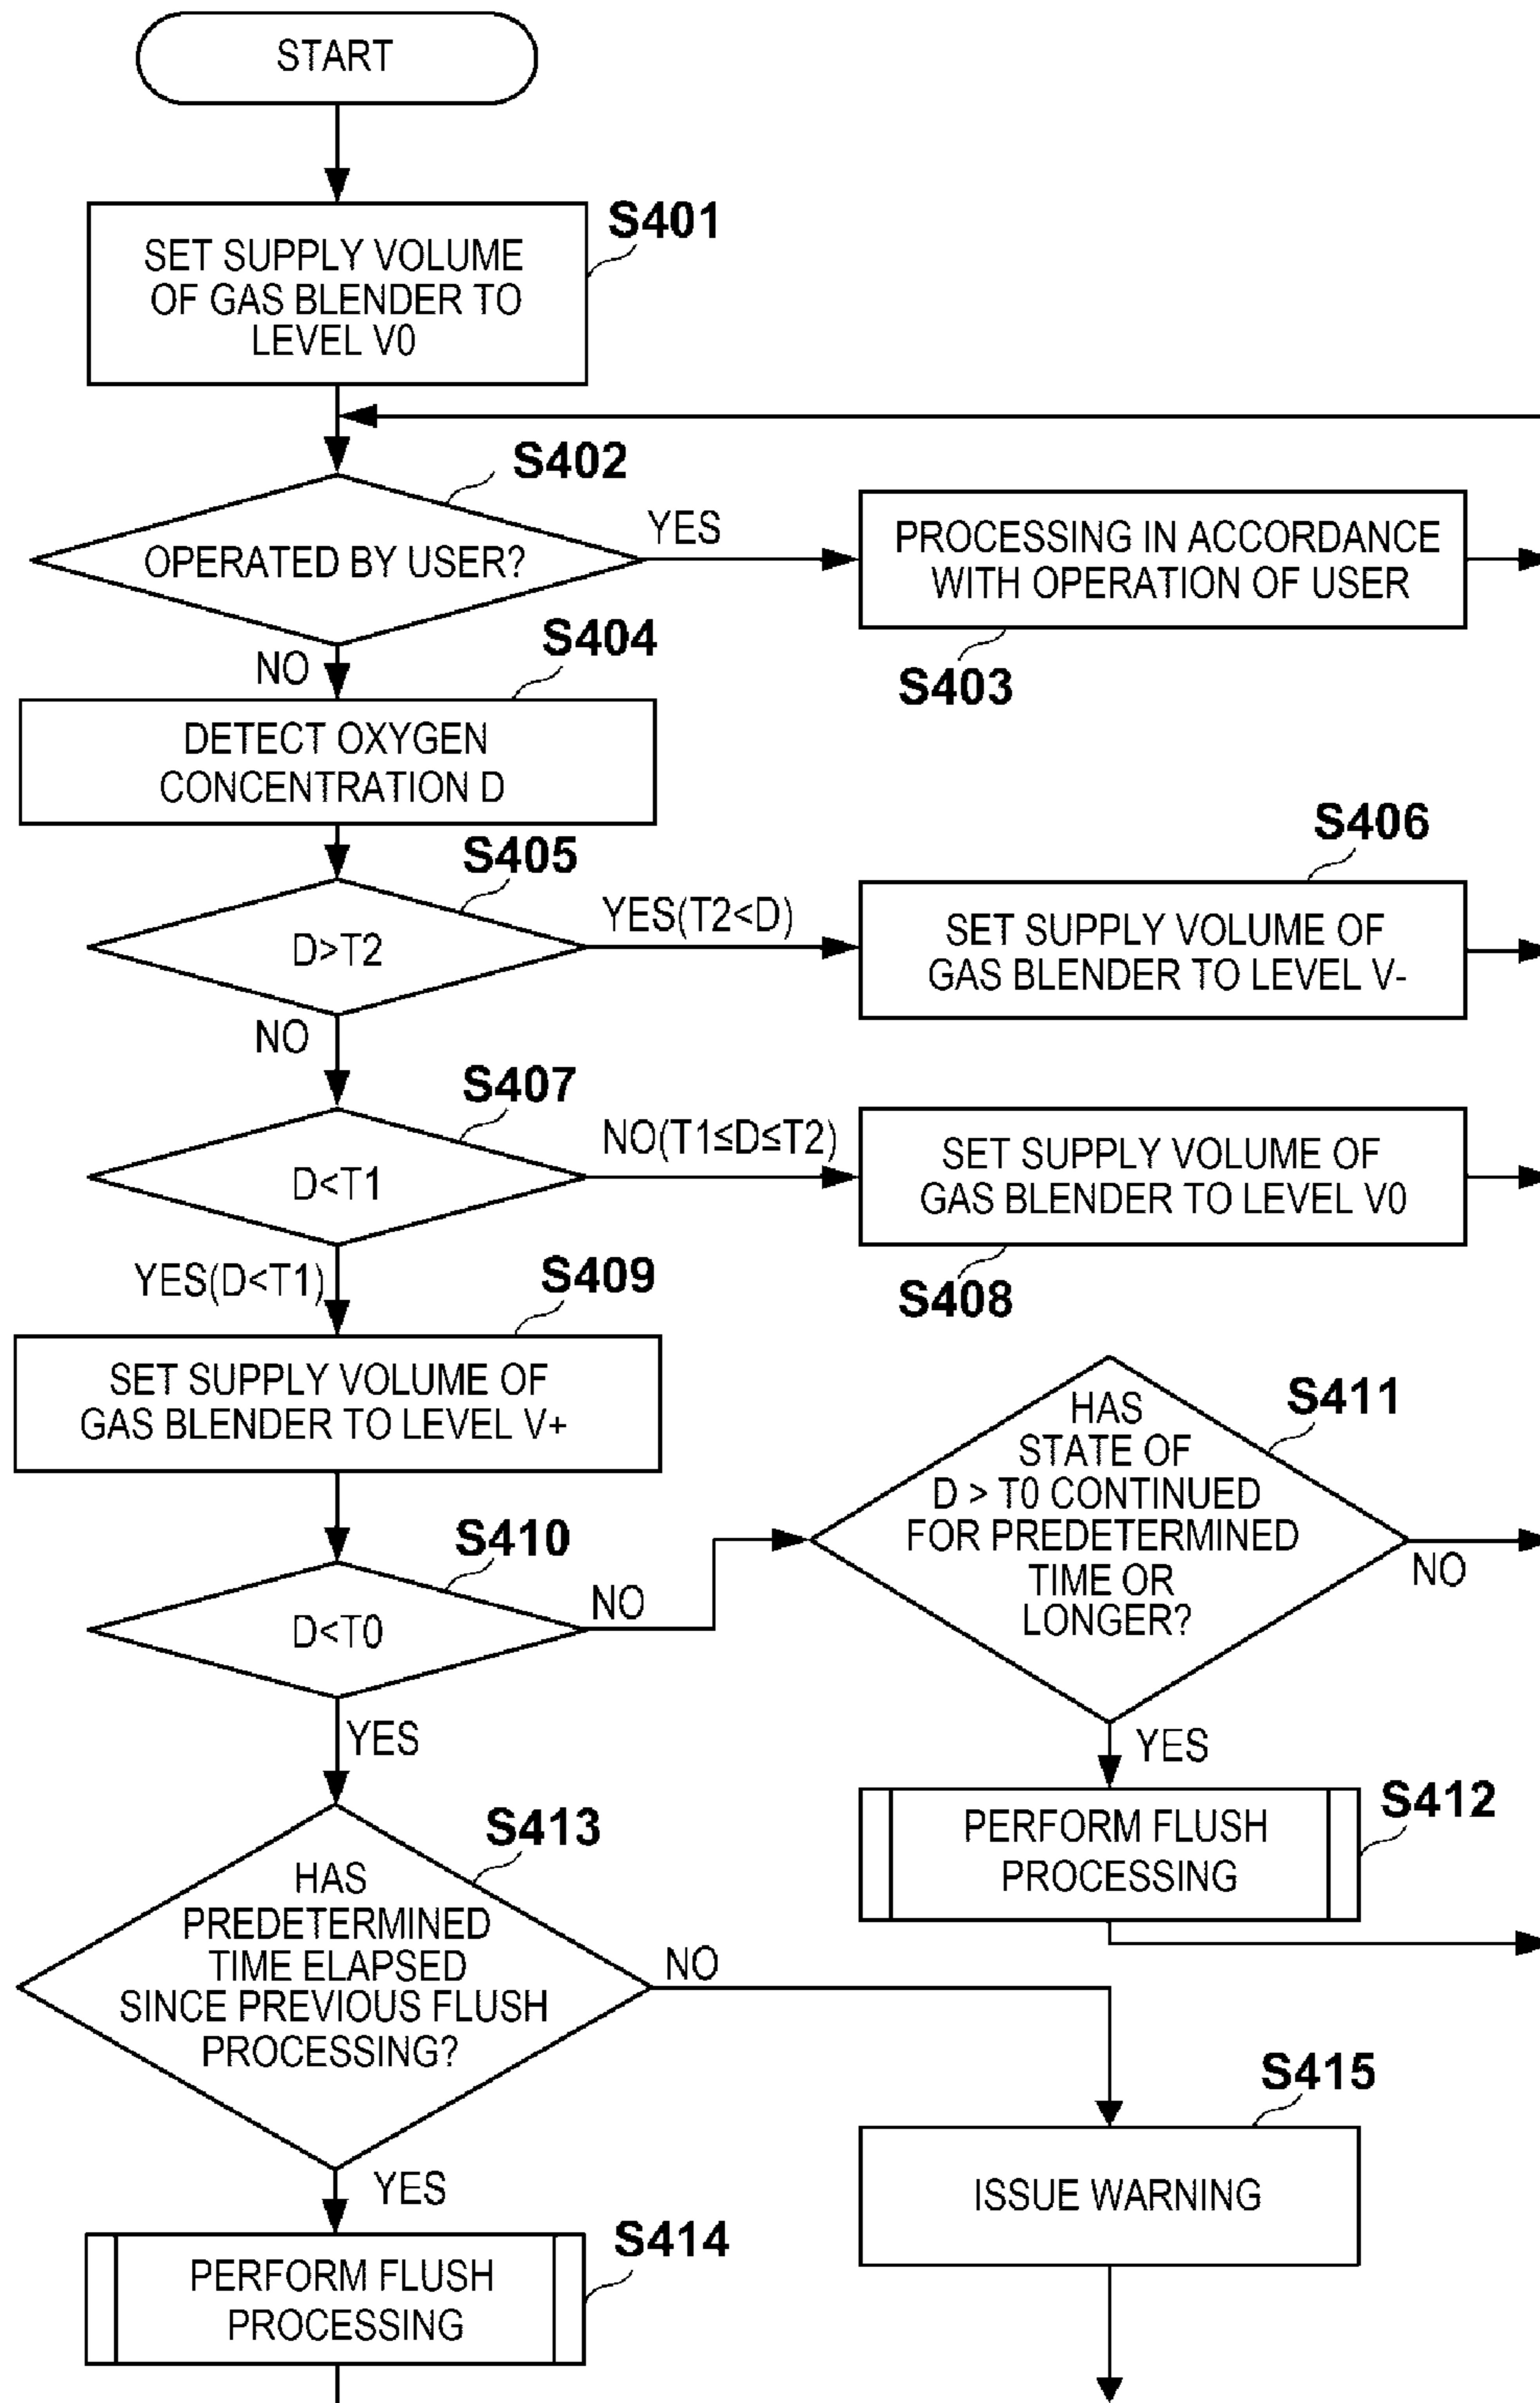 START
S401
SET SUPPLY VOLUME
OF GAS BLENDER TO
LEVEL V0
S402
OPERATED BY USER?
YES
PROCESSING IN ACCORDANCE
WITH OPERATION OF USER
S403
NO
S404
DETECT OXYGEN
CONCENTRATION D
S405
D>T2
YES(T2<D)
S406
SET SUPPLY VOLUME OF
GAS BLENDER TO LEVEL V-
NO
S407
D<T1
NO(T1≤D≤T2)
SET SUPPLY VOLUME OF
GAS BLENDER TO LEVEL V0
S408
YES(D<T1)
S409
SET SUPPLY VOLUME OF
GAS BLENDER TO LEVEL V+
S410
D<T0
NO
S411
HAS
STATE OF
D > T0 CONTINUED
FOR PREDETERMINED
TIME OR
LONGER?
NO
YES
S412
PERFORM FLUSH
PROCESSING
YES
S413
HAS
PREDETERMINED
TIME ELAPSED
SINCE PREVIOUS FLUSH
PROCESSING?
NO
S415
ISSUE WARNING
YES
S414
PERFORM FLUSH
PROCESSING